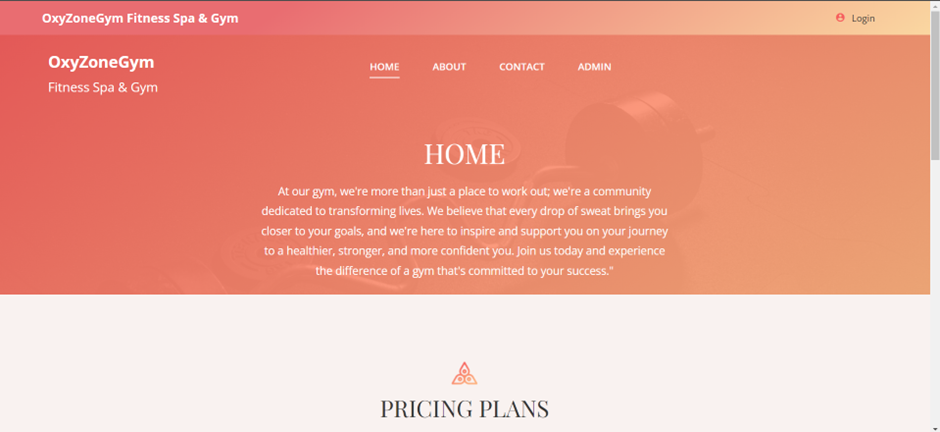 OxyZoneGym Fitness Spa & Gym
Login
OxyZoneGym
Fitness Spa & Gym
HOME ABOUT CONTACT ADMIN
HOME
At our gym, we're more than just a place to work out; we're a community
dedicated to transforming lives. We believe that every drop of sweat brings you
closer to your goals, and we're here to inspire and support you on your journey
to a healthier, stronger, and more confident you. Join us today and experience
the difference of a gym that's committed to your success."
PRICING PLANS